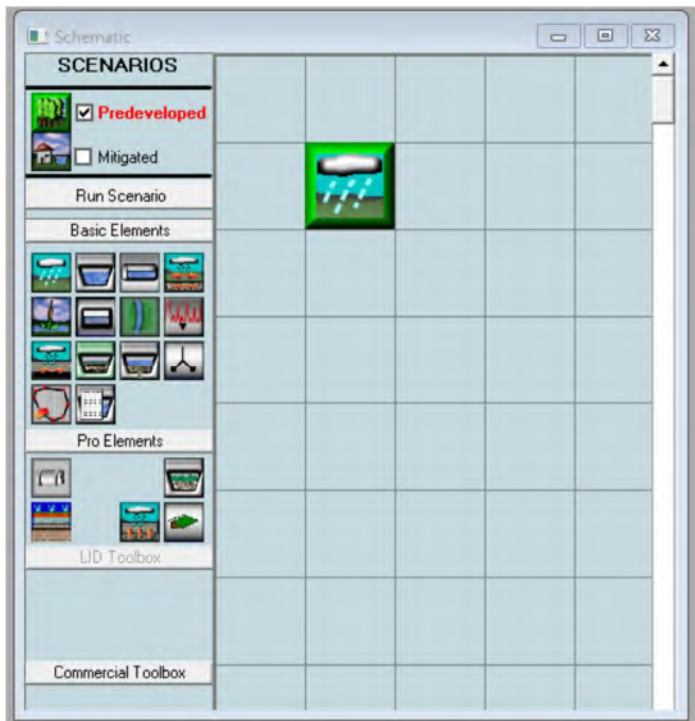 Schematic
SCENARIOS
Predeveloped
Mitigated
Run Scenario
Basic Elements
Pro Elements
LID Toolbox
Commercial Toolbox